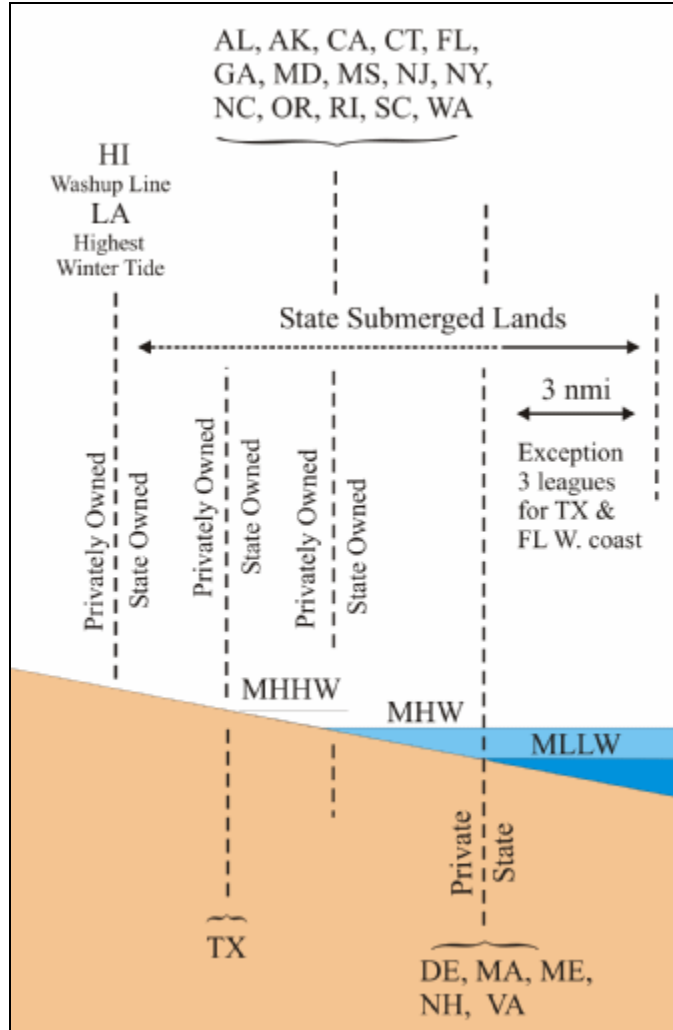 AL, AK, CA, CT, FL,
GA, MD, MS, NJ, NY,
NC, OR, RI, SC, WA
HI
Washup Line
LA
Highest
Winter Tide
State Submerged Lands
3 nmi
Exception
3 leagues
for TX &
FL W. coast
Privately Owned
State Owned
Privately Owned
State Owned
Privately Owned
State Owned
MHHW
MHW
MLLW
Private
State
TX
DE, MA, ME,
NH, VA